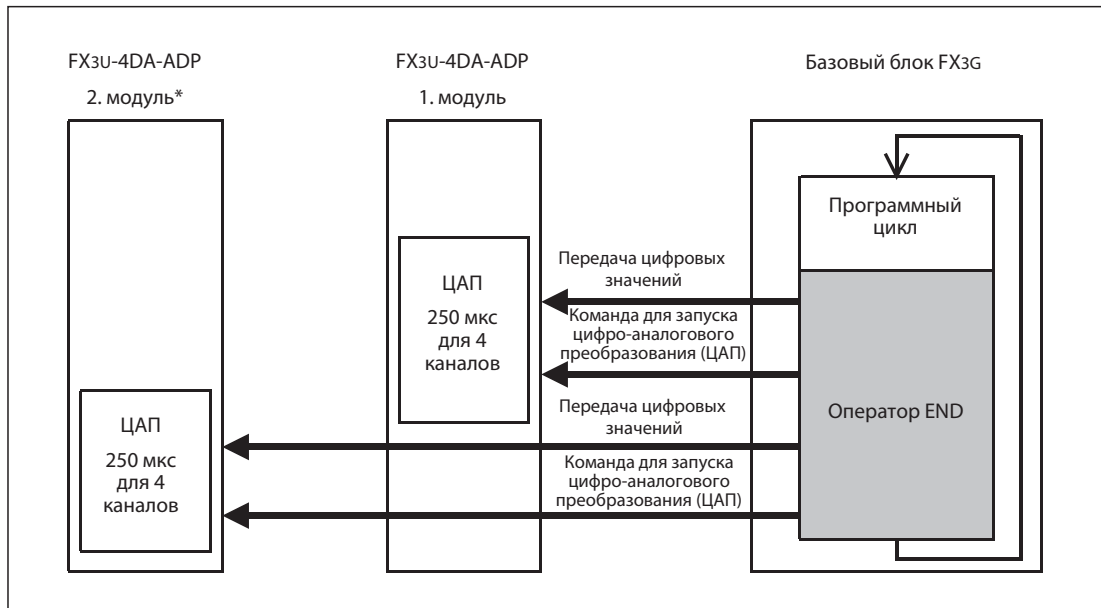 FX3U-4DA-ADP
2. модуль*
FX3U-4DA-ADP
1. модуль
Базовый блок FX3G
Программный
цикл
Оператор END
Передача цифровых
значений
Команда для запуска
цифро-аналогового
преобразования (ЦАП)
Передача цифровых
значений
Команда для запуска
цифро-аналогового
преобразования (ЦАП)
ЦАП
250 мкс
для 4
каналов
ЦАП
250 мкс
для 4
каналов